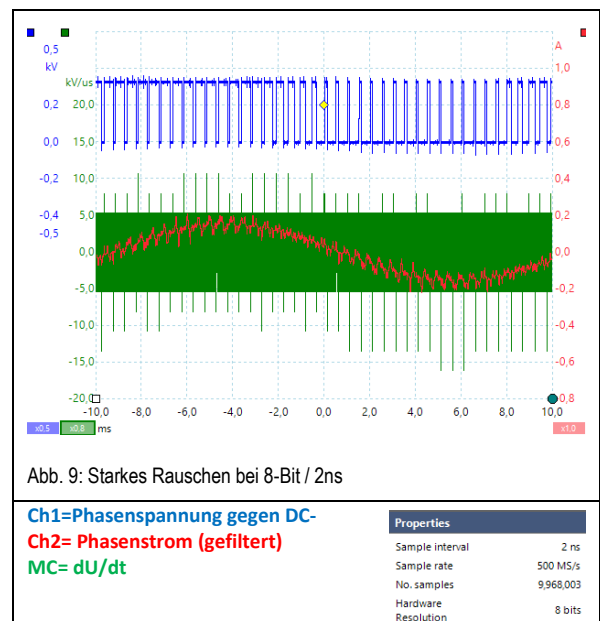 0,5
kV
0,2
0,0
-0,2
-0,4
-0,5
kV/us
20,0
15,0
10,0
5,0
0,0
-5,0
-10,0
-15,0
-20,0
A
1,0
0,8
0,6
0,4
0,2
0,0
-0,2
-0,4
-0,6
-0,8
-10,0 -8,0 -6,0 -4,0 -2,0 0,0 2,0 4,0 6,0 8,0 10,0
x0,5 x0,8 ms x1,0
Abb. 9: Starkes Rauschen bei 8-Bit / 2ns
Ch1=Phasenspannung gegen DC-
Ch2= Phasenstrom (gefiltert)
MC= dU/dt
Properties
Sample interval 2 ns
Sample rate 500 MS/s
No. samples 9,968,003
Hardware
Resolution 8 bits